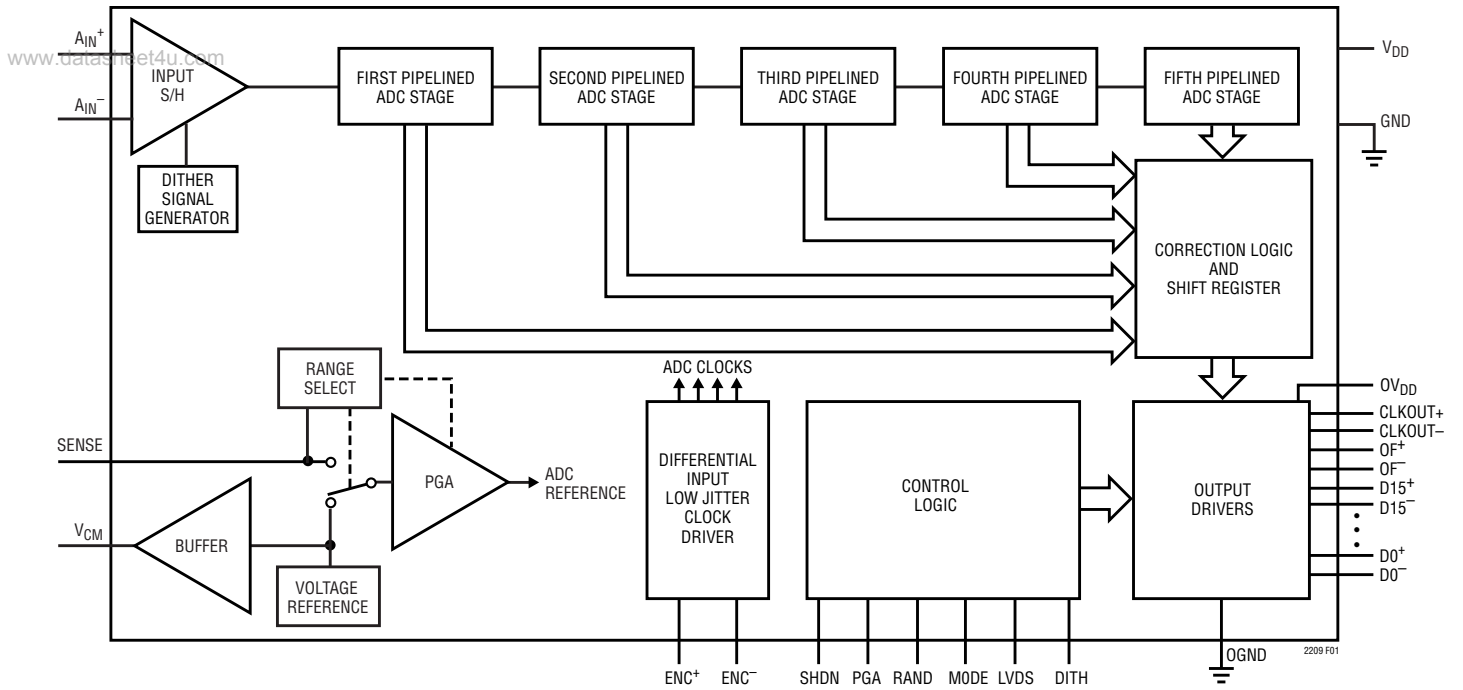 AIN+
www.datasheet4u.com
INPUT
S/H
AIN−
DITHER
SIGNAL
GENERATOR
FIRST PIPELINED
ADC STAGE
SECOND PIPELINED
ADC STAGE
THIRD PIPELINED
ADC STAGE
FOURTH PIPELINED
ADC STAGE
FIFTH PIPELINED
ADC STAGE
VDD
GND
CORRECTION LOGIC
AND
SHIFT REGISTER
RANGE
SELECT
SENSE
PGA
ADC
REFERENCE
VCM
BUFFER
VOLTAGE
REFERENCE
ADC CLOCKS
DIFFERENTIAL
INPUT
LOW JITTER
CLOCK
DRIVER
CONTROL
LOGIC
OUTPUT
DRIVERS
OVDD
CLKOUT+
CLKOUT–
OF+
OF−
D15+
D15−
D0+
D0−
ENC+
ENC−
SHDN
PGA
RAND
MODE
LVDS
DITH
OGND
2209 F01